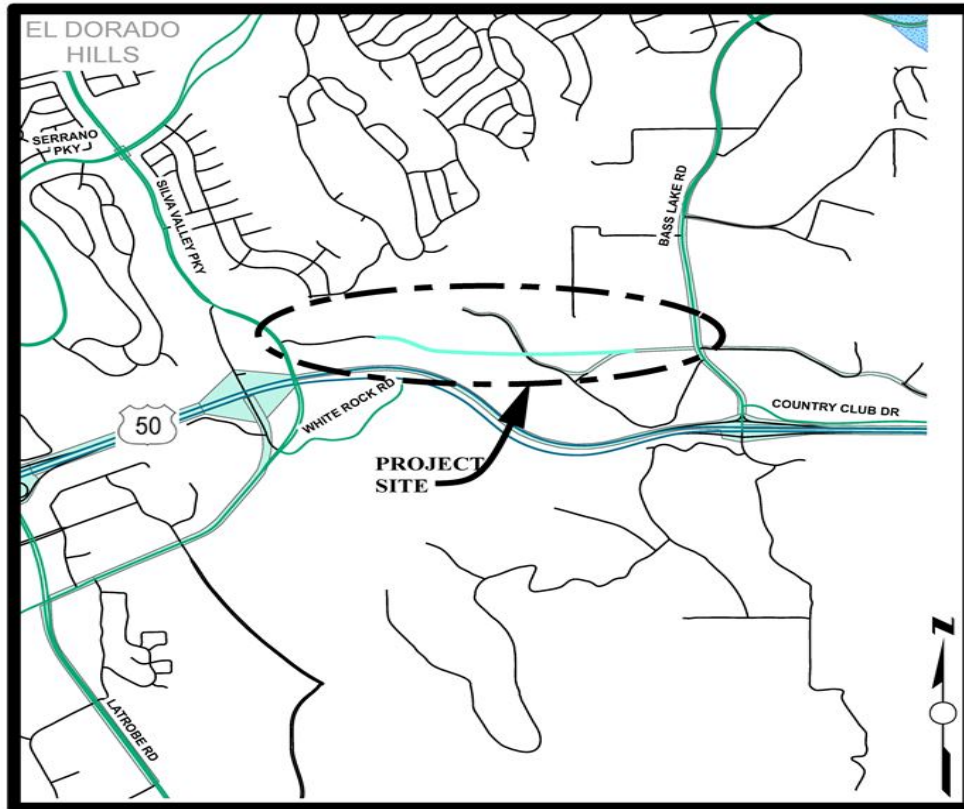 EL DORADO
HILLS
SERRANO
PKY
SILVA VALLEY PKY
BASS LAKE RD
50
WHITE ROCK RD
COUNTRY CLUB DR
PROJECT
SITE
LATROBE RD
N